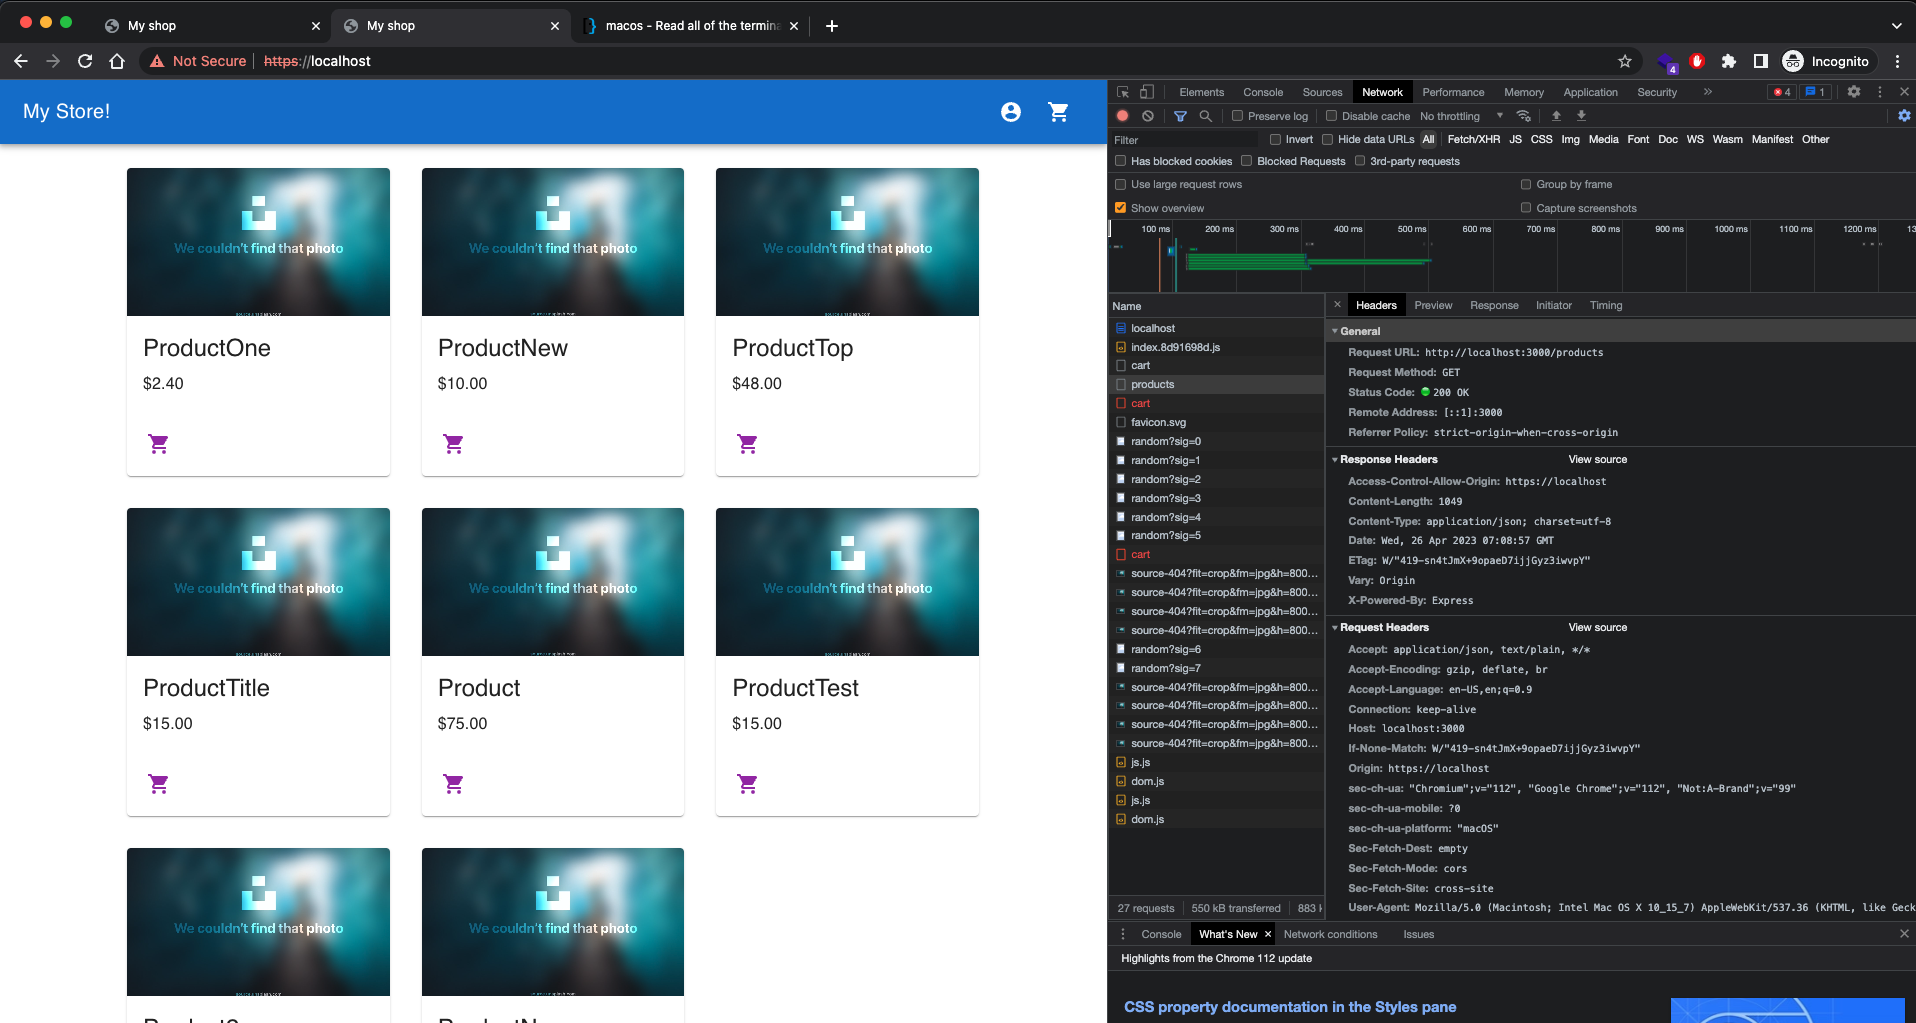 My shop
My shop
macos - Read all of the termina
Not Secure
https://localhost
4
Incognito
My Store!
We couldn't find that photo
We couldn't find that photo
We couldn't find that photo
ProductOne
ProductNew
ProductTop
$2.40
$10.00
$48.00
We couldn't find that photo
We couldn't find that photo
We couldn't find that photo
ProductTitle
Product
ProductTest
$15.00
$75.00
$15.00
We couldn't find that photo
We couldn't find that photo
Elements Console Sources Network Performance Memory Application Security » 4 1
Preserve log Disable cache No throttling
Filter Invert Hide data URLs All Fetch/XHR JS CSS Img Media Font Doc WS Wasm Manifest Other
Has blocked cookies Blocked Requests 3rd-party requests
Use large request rows Group by frame
Show overview Capture screenshots
100 ms 200 ms 300 ms 400 ms 500 ms 600 ms 700 ms 800 ms 900 ms 1000 ms 1100 ms 1200 ms 13
Name
localhost
index.8d91698d.js
cart
products
cart
favicon.svg
random?sig=0
random?sig=1
random?sig=2
random?sig=3
random?sig=4
random?sig=5
cart
source-404?fit=crop&fm=jpg&h=800...
source-404?fit=crop&fm=jpg&h=800...
source-404?fit=crop&fm=jpg&h=800...
source-404?fit=crop&fm=jpg&h=800...
random?sig=6
random?sig=7
source-404?fit=crop&fm=jpg&h=800...
source-404?fit=crop&fm=jpg&h=800...
source-404?fit=crop&fm=jpg&h=800...
source-404?fit=crop&fm=jpg&h=800...
js.js
dom.js
js.js
dom.js
27 requests 550 kB transferred 883 k
Headers Preview Response Initiator Timing
General
Request URL: http://localhost:3000/products
Request Method: GET
Status Code: 200 OK
Remote Address: [::1]:3000
Referrer Policy: strict-origin-when-cross-origin
Response Headers View source
Access-Control-Allow-Origin: https://localhost
Content-Length: 1049
Content-Type: application/json; charset=utf-8
Date: Wed, 26 Apr 2023 07:08:57 GMT
ETag: W/"419-sn4tJmX+9opaeD7ijjGyz3iwvpY"
Vary: Origin
X-Powered-By: Express
Request Headers View source
Accept: application/json, text/plain, */*
Accept-Encoding: gzip, deflate, br
Accept-Language: en-US,en;q=0.9
Connection: keep-alive
Host: localhost:3000
If-None-Match: W/"419-sn4tJmX+9opaeD7ijjGyz3iwvpY"
Origin: https://localhost
sec-ch-ua: "Chromium";v="112", "Google Chrome";v="112", "Not:A-Brand";v="99"
sec-ch-ua-mobile: ?0
sec-ch-ua-platform: "macOS"
Sec-Fetch-Dest: empty
Sec-Fetch-Mode: cors
Sec-Fetch-Site: cross-site
User-Agent: Mozilla/5.0 (Macintosh; Intel Mac OS X 10_15_7) AppleWebKit/537.36 (KHTML, like Geck
Console What's New Network conditions Issues
Highlights from the Chrome 112 update
CSS property documentation in the Styles pane